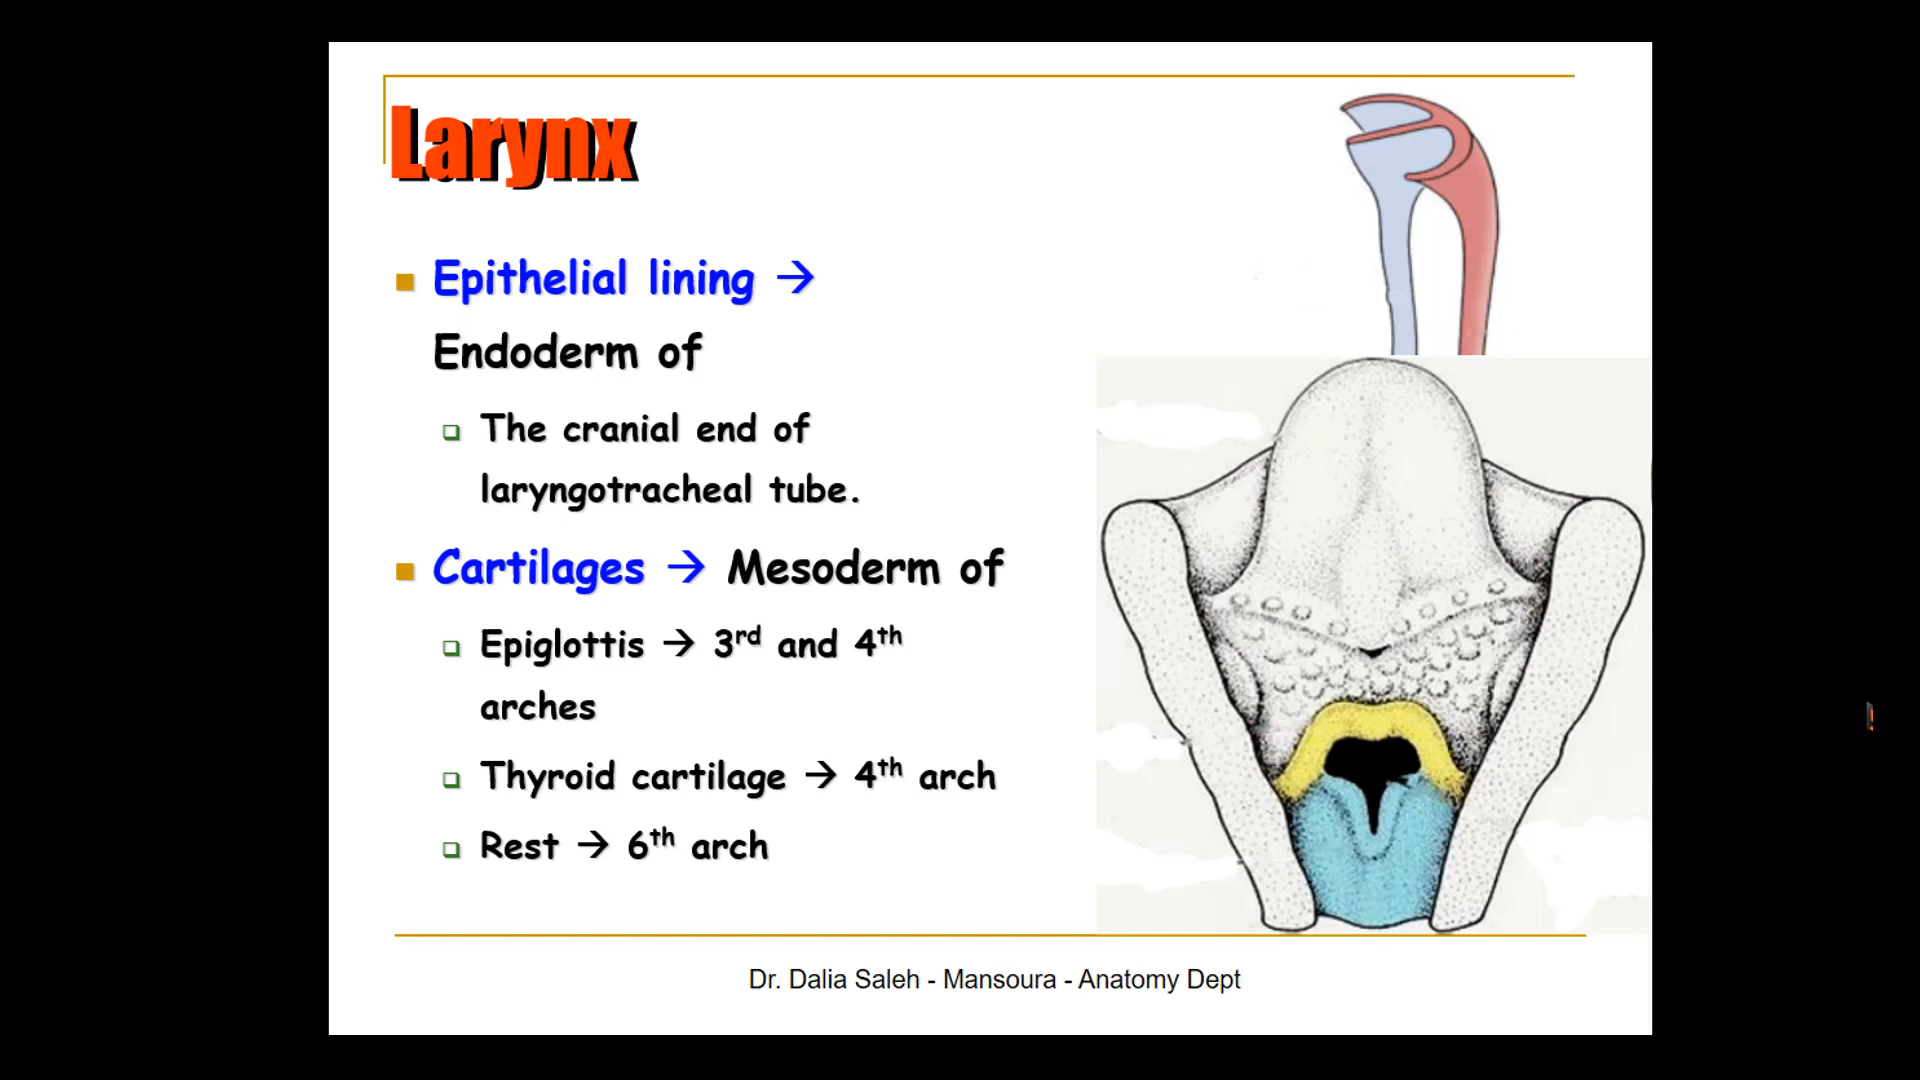 Larynx
Epithelial lining →
Endoderm of
The cranial end of
laryngotracheal tube.
Cartilages → Mesoderm of
Epiglottis → 3rd and 4th
arches
Thyroid cartilage → 4th arch
Rest → 6th arch
Dr. Dalia Saleh - Mansoura - Anatomy Dept